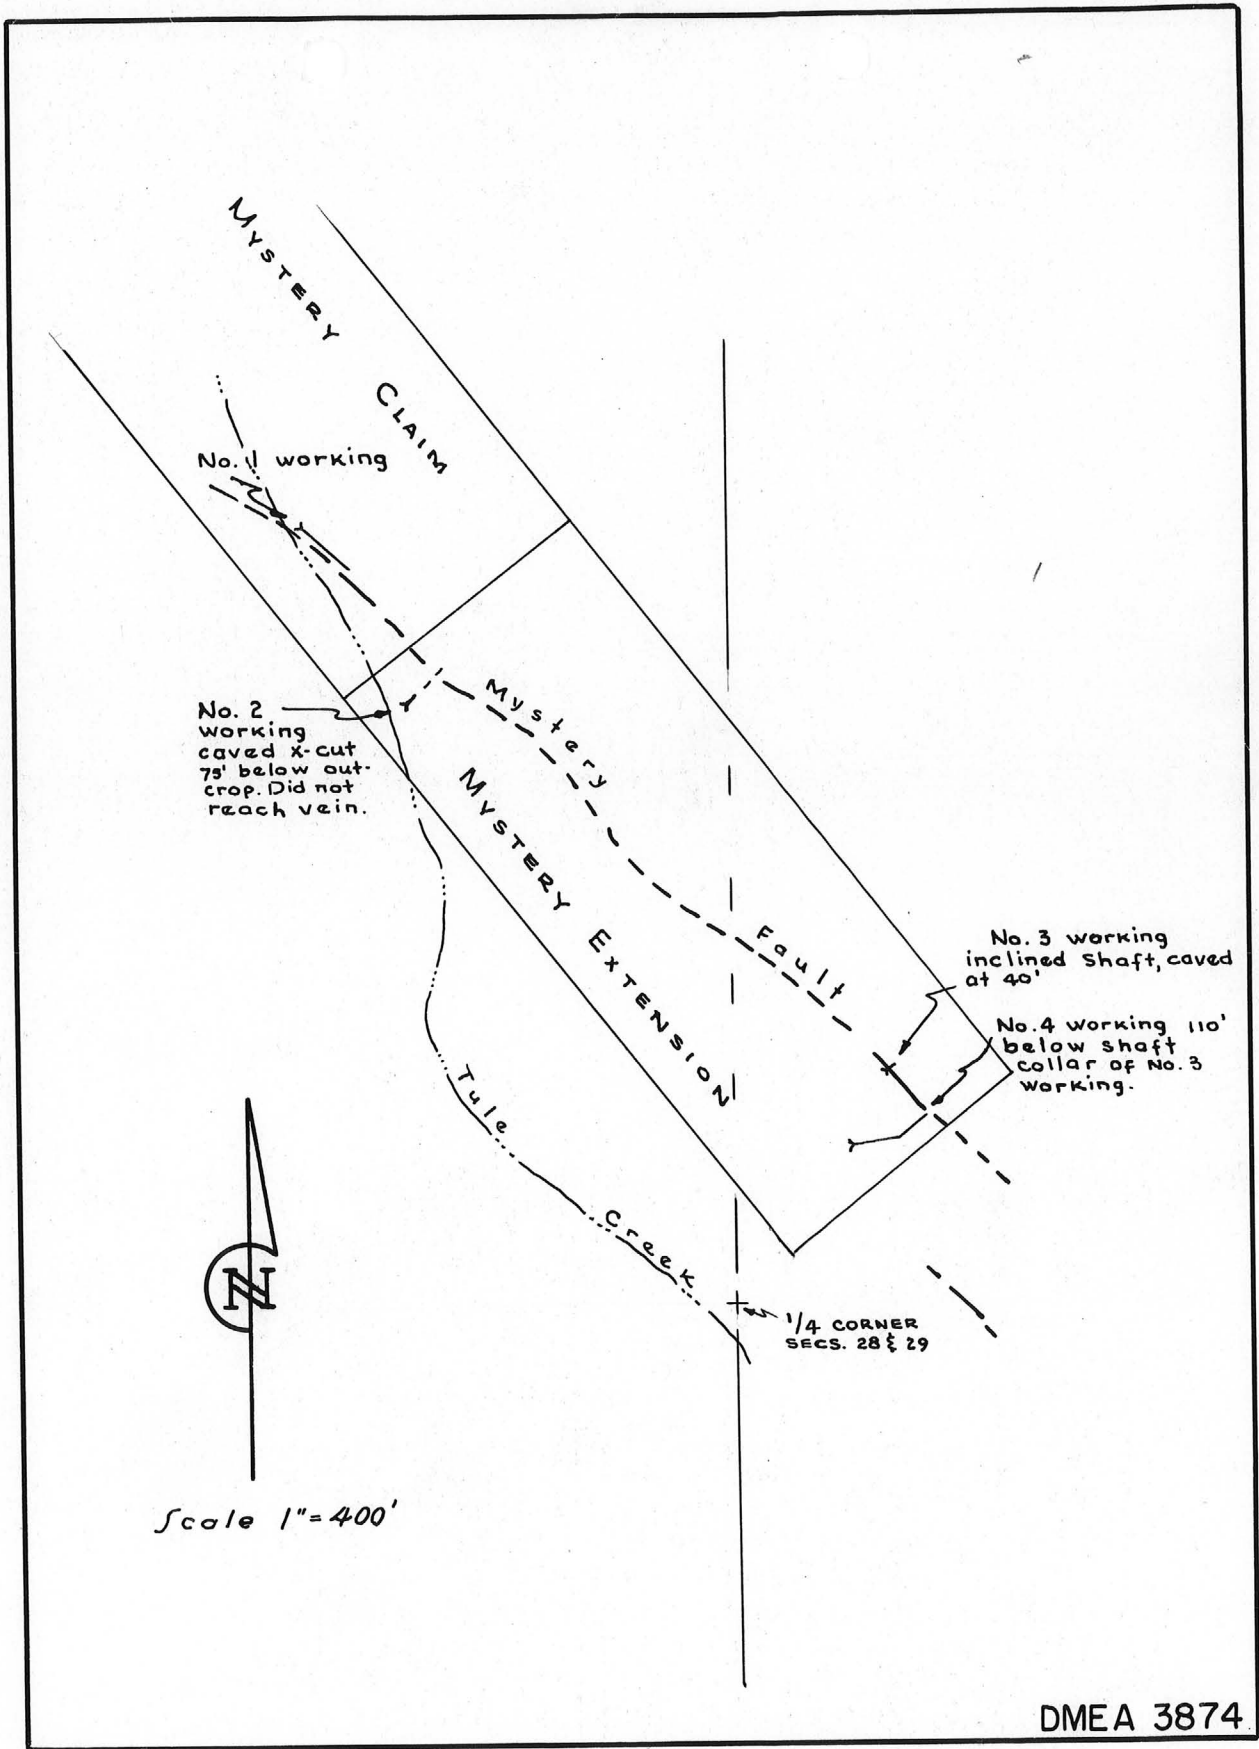 MYSTERY CLAIM
No. 1 working
No. 2
working
caved x-cut
75' below out-
crop. Did not
reach vein.
Mystery Fault
MYSTERY EXTENSION
No. 3 working
inclined shaft, caved
at 40'
No. 4 working 110'
below shaft
collar of No. 3
working.
Tule Creek
1/4 CORNER
SECS. 28 & 29
N
Scale 1"=400'
DMEA 3874